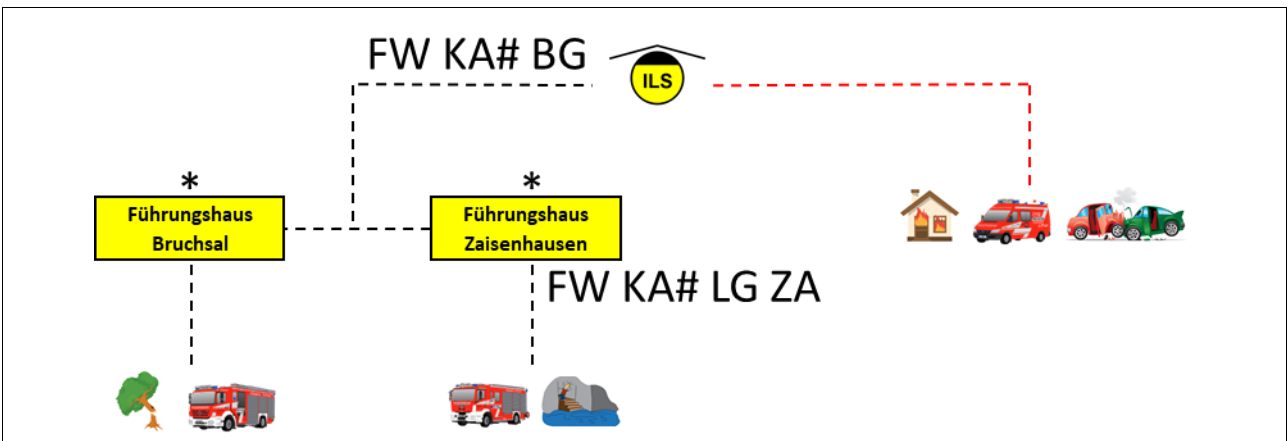 FW KA# BG
ILS
*
*
Führungshaus
Bruchsal
Führungshaus
Zaisenhausen
FW KA# LG ZA